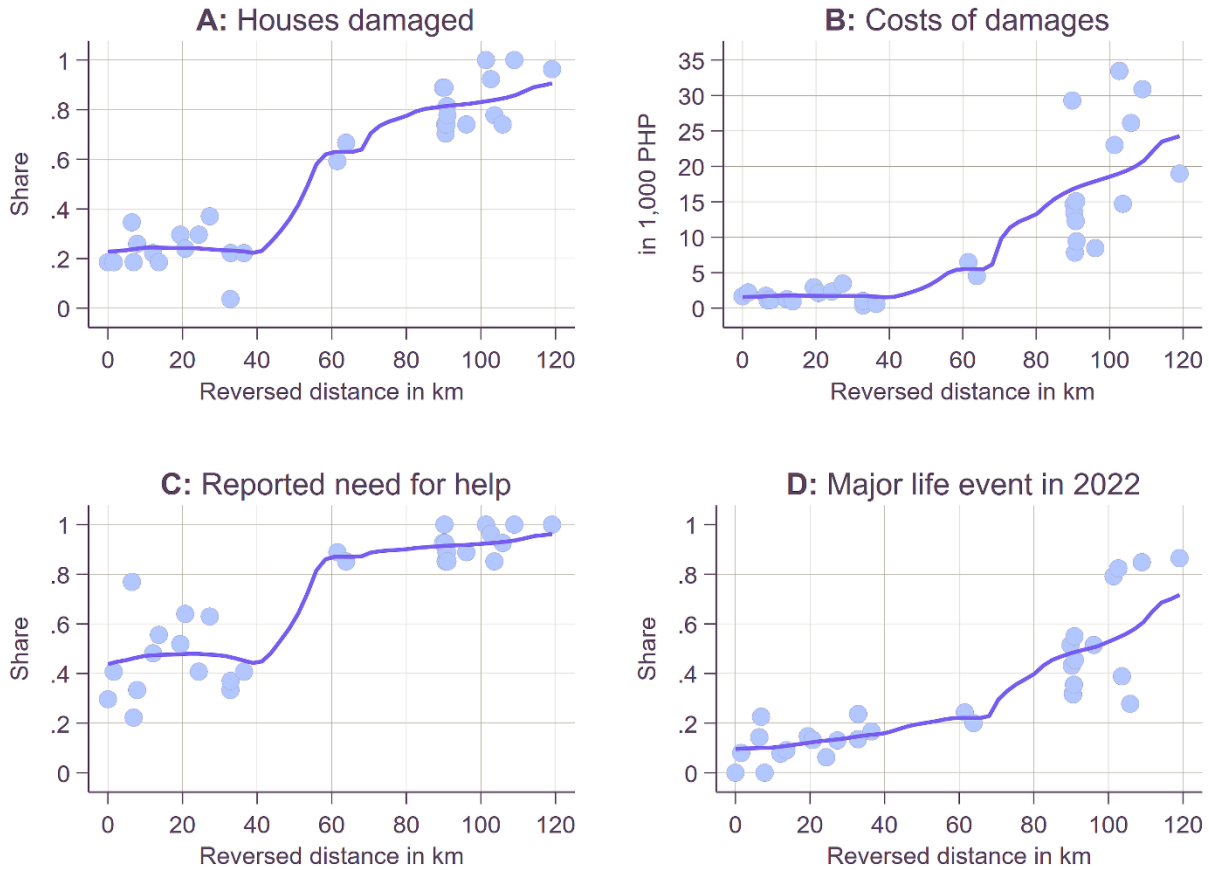 A: Houses damaged
1
.8
.6
.4
.2
0
Share
0 20 40 60 80 100 120
Reversed distance in km
B: Costs of damages
35
30
25
20
15
10
5
0
in 1,000 PHP
0 20 40 60 80 100 120
Reversed distance in km
C: Reported need for help
1
.8
.6
.4
.2
0
Share
0 20 40 60 80 100 120
Reversed distance in km
D: Major life event in 2022
1
.8
.6
.4
.2
0
Share
0 20 40 60 80 100 120
Reversed distance in km